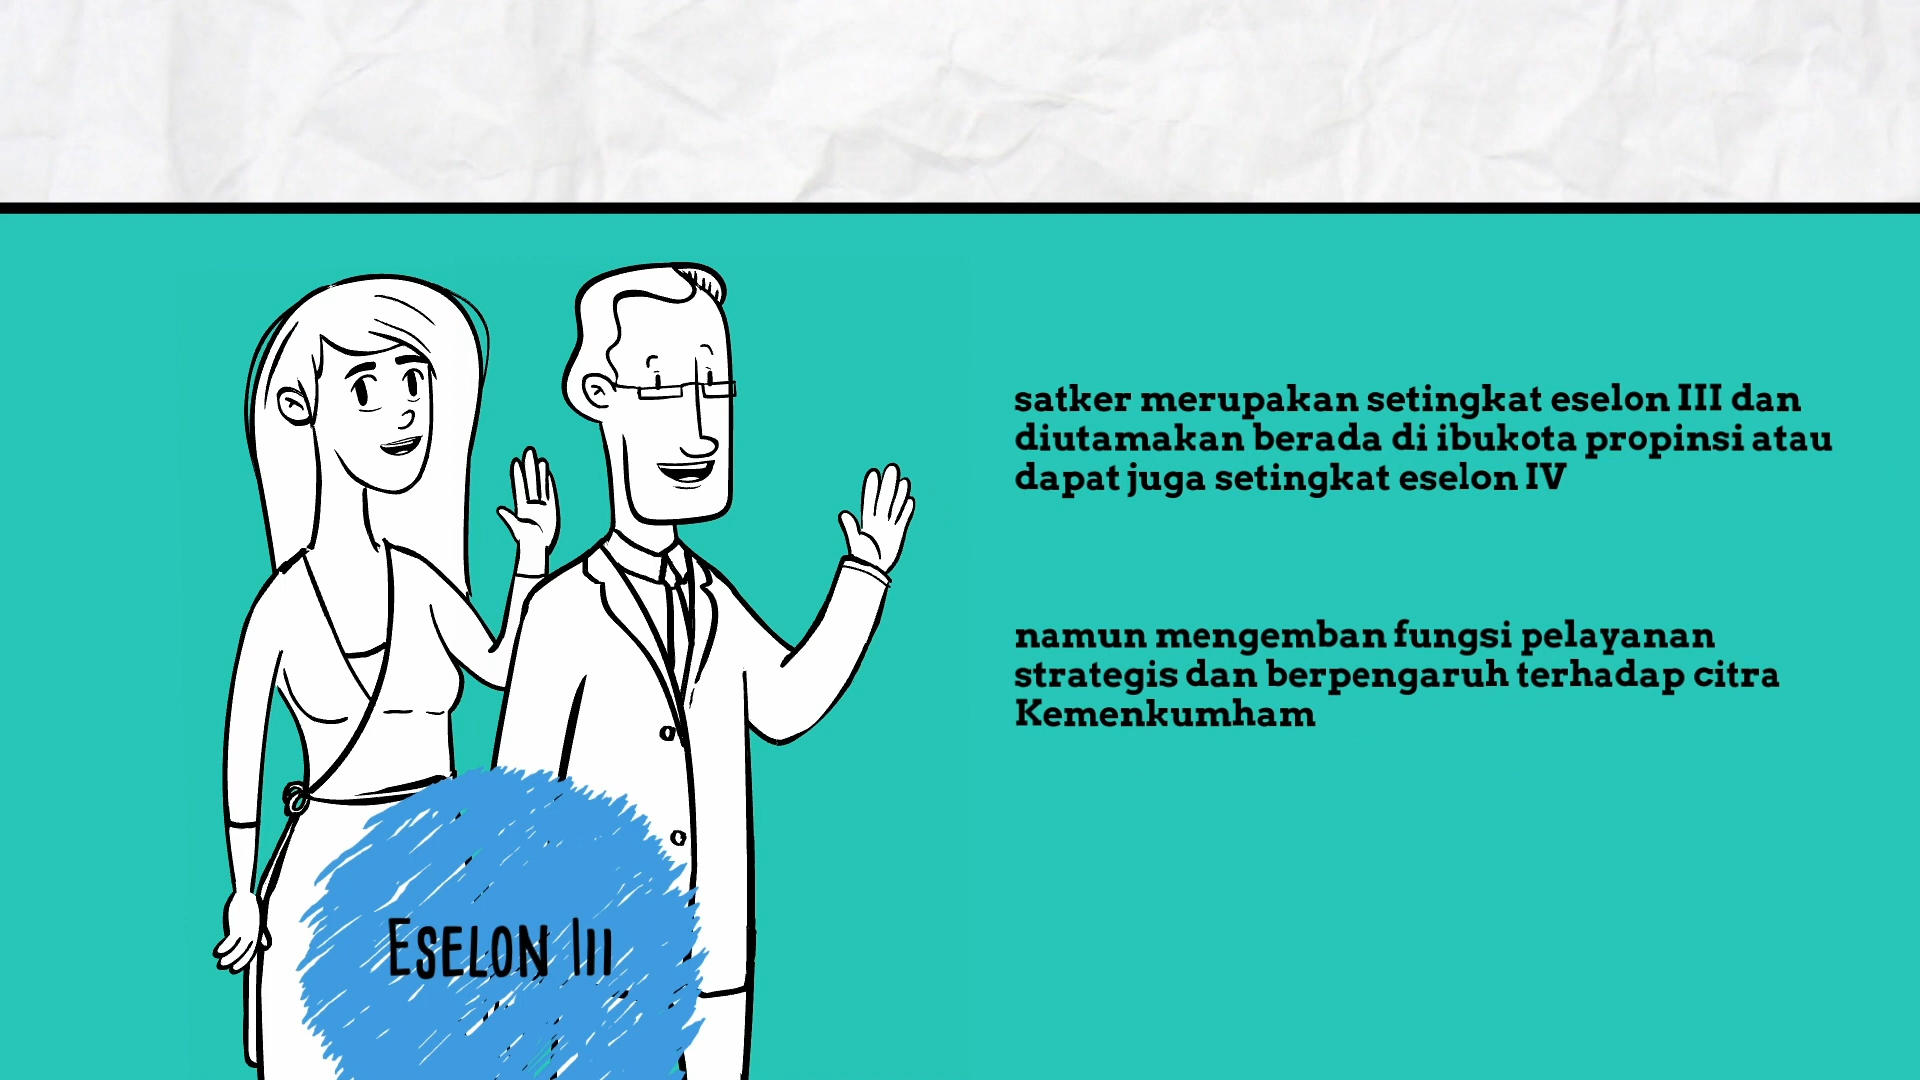 satker merupakan setingkat eselon III dan
diutamakan berada di ibukota propinsi atau
dapat juga setingkat eselon IV
namun mengemban fungsi pelayanan
strategis dan berpengaruh terhadap citra
Kemenkumham
Eselon III